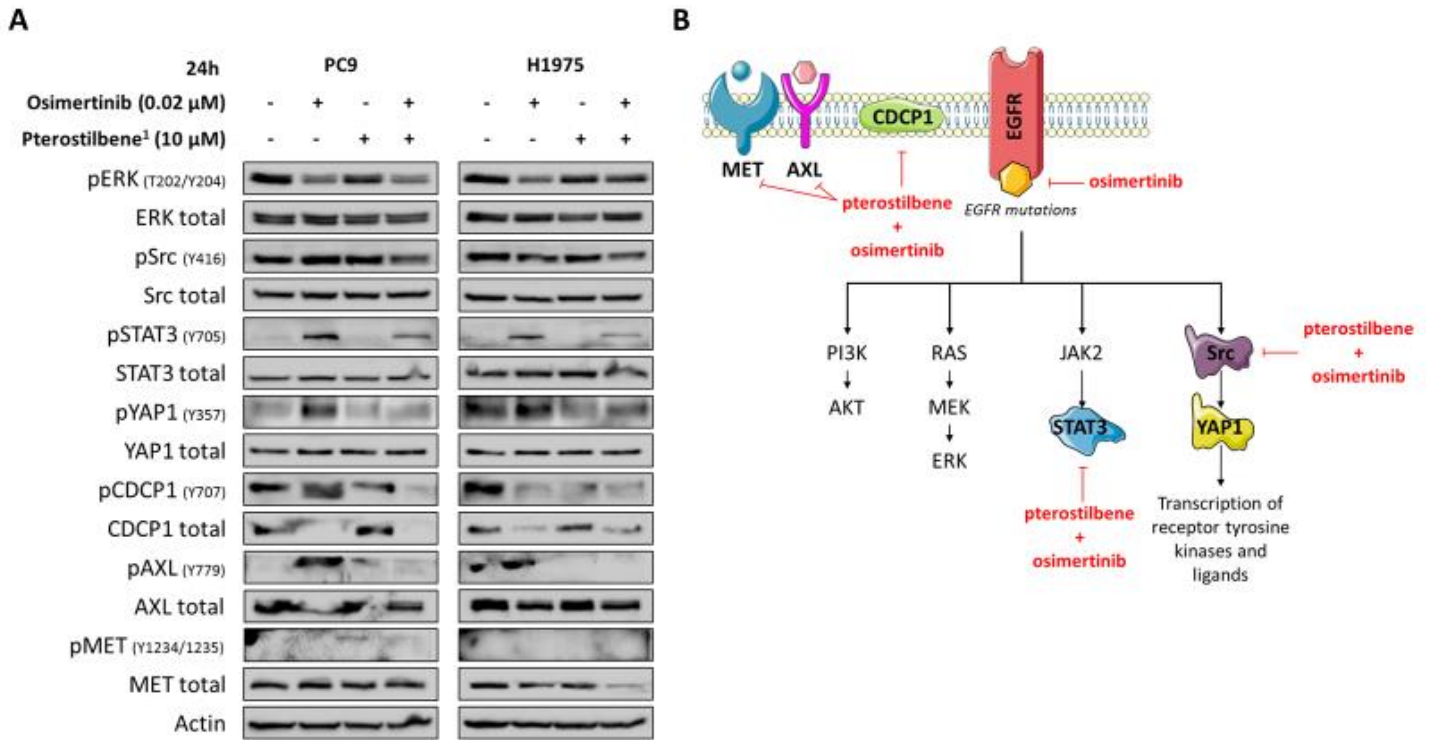 A
24h PC9 H1975
Osimertinib (0.02 μM) - + - + - + - +
Pterostilbene¹ (10 μM) - - + + - - + +
pERK (T202/Y204)
ERK total
pSrc (Y416)
Src total
pSTAT3 (Y705)
STAT3 total
pYAP1 (Y357)
YAP1 total
pCDCP1 (Y707)
CDCP1 total
pAXL (Y779)
AXL total
pMET (Y1234/1235)
MET total
Actin
B
CDCP1
EGFR
MET AXL
osimertinib
EGFR mutations
pterostilbene
+
osimertinib
PI3K RAS JAK2 Src
pterostilbene
+
osimertinib
AKT MEK STAT3 YAP1
ERK
pterostilbene
+
osimertinib
Transcription of
receptor tyrosine
kinases and
ligands